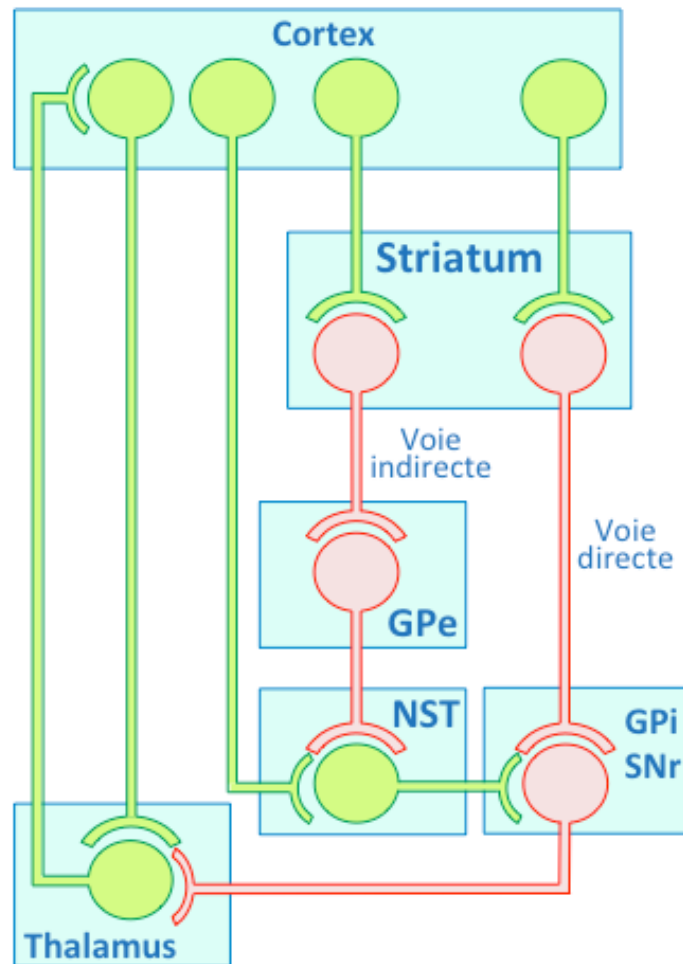 Cortex
Striatum
Voie
indirecte
Voie
directe
GPe
NST
GPi
SNr
Thalamus